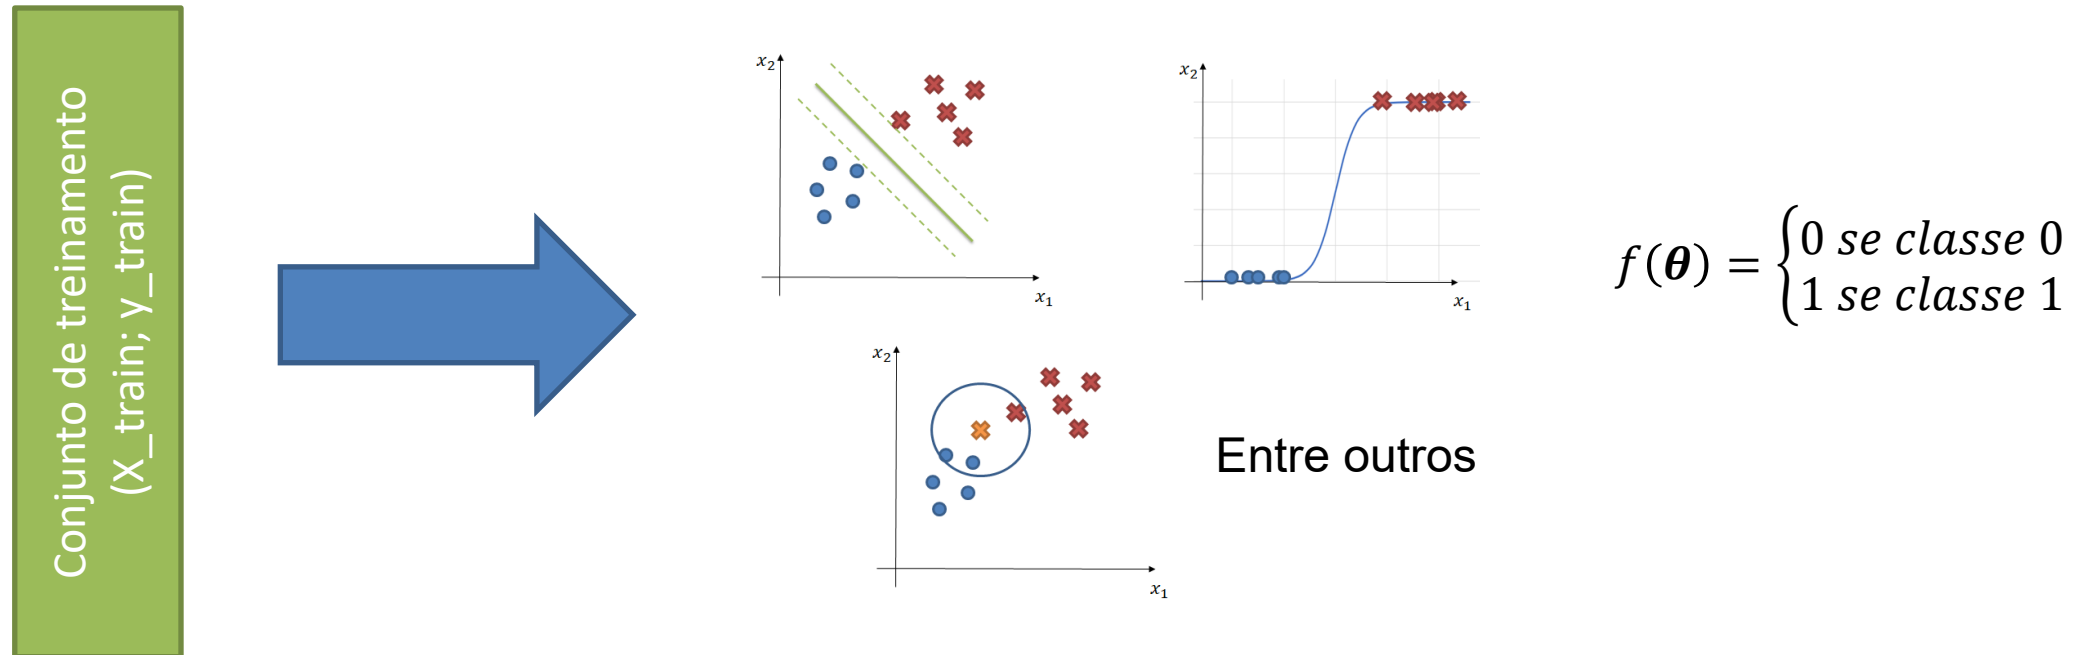 Conjunto de treinamento
(X_train; y_train)
x₂
x₁
x₂
x₁
x₂
x₁
Entre outros
f(θ) = {0 se classe 0
1 se classe 1